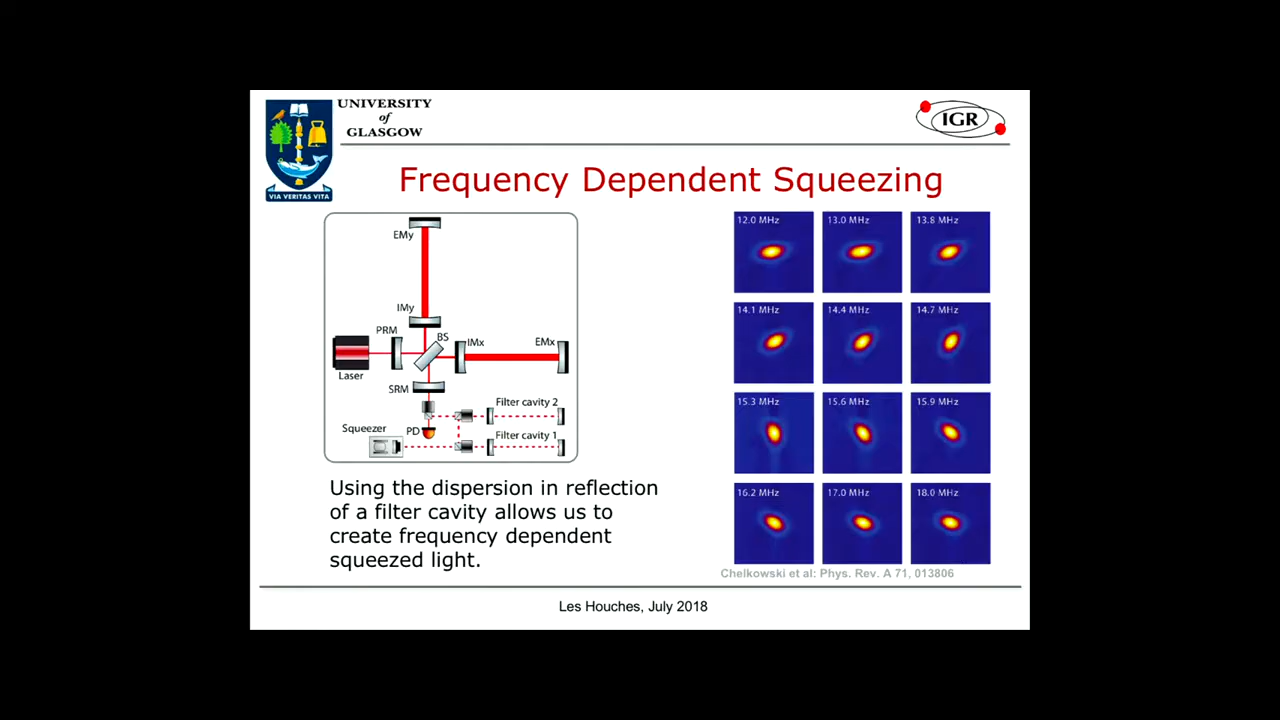 UNIVERSITY
of
GLASGOW
VIA VERITAS VITA
IGR
Frequency Dependent Squeezing
EMy
IMy
PRM
BS
IMx
EMx
Laser
SRM
Filter cavity 2
Squeezer
PD
Filter cavity 1
12.0 MHz
13.0 MHz
13.8 MHz
14.1 MHz
14.4 MHz
14.7 MHz
15.3 MHz
15.6 MHz
15.9 MHz
16.2 MHz
17.0 MHz
18.0 MHz
Using the dispersion in reflection
of a filter cavity allows us to
create frequency dependent
squeezed light.
Chelkowski et al: Phys. Rev. A 71, 013806
Les Houches, July 2018